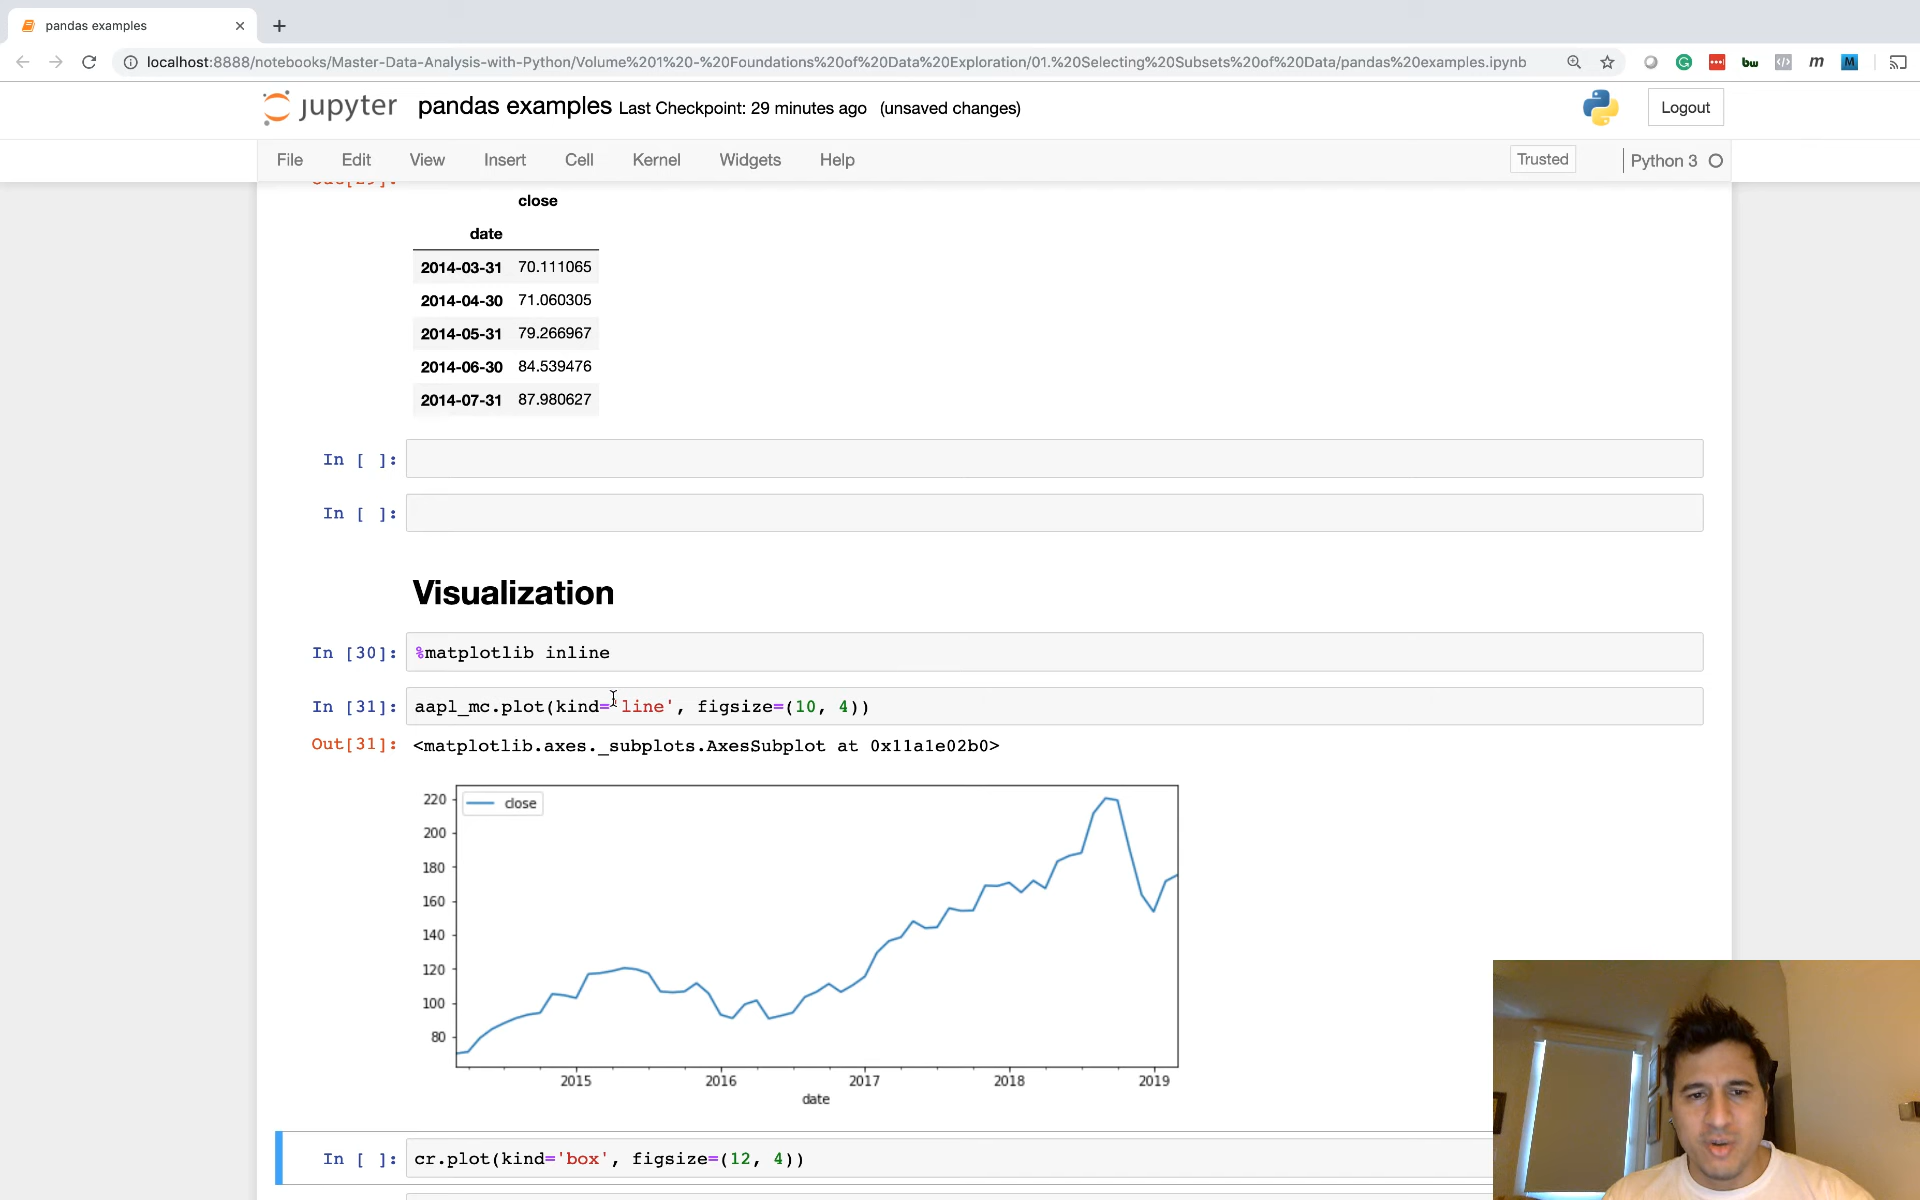 pandas examples
localhost:8888/notebooks/Master-Data-Analysis-with-Python/Volume%201%20-%20Foundations%20of%20Data%20Exploration/01.%20Selecting%20Subsets%20of%20Data/pandas%20examples.ipynb
G
bw
</>
m
M
jupyter pandas examples Last Checkpoint: 29 minutes ago (unsaved changes)
Logout
File Edit View Insert Cell Kernel Widgets Help
Trusted
Python 3
Out[29]:
close
date
2014-03-31 70.111065
2014-04-30 71.060305
2014-05-31 79.266967
2014-06-30 84.539476
2014-07-31 87.980627
In [ ]:
In [ ]:
Visualization
In [30]: %matplotlib inline
In [31]: aapl_mc.plot(kind='line', figsize=(10, 4))
Out[31]: <matplotlib.axes._subplots.AxesSubplot at 0x11a1e02b0>
close
220
200
180
160
140
120
100
80
2015 2016 2017 2018 2019
date
In [ ]: cr.plot(kind='box', figsize=(12, 4))